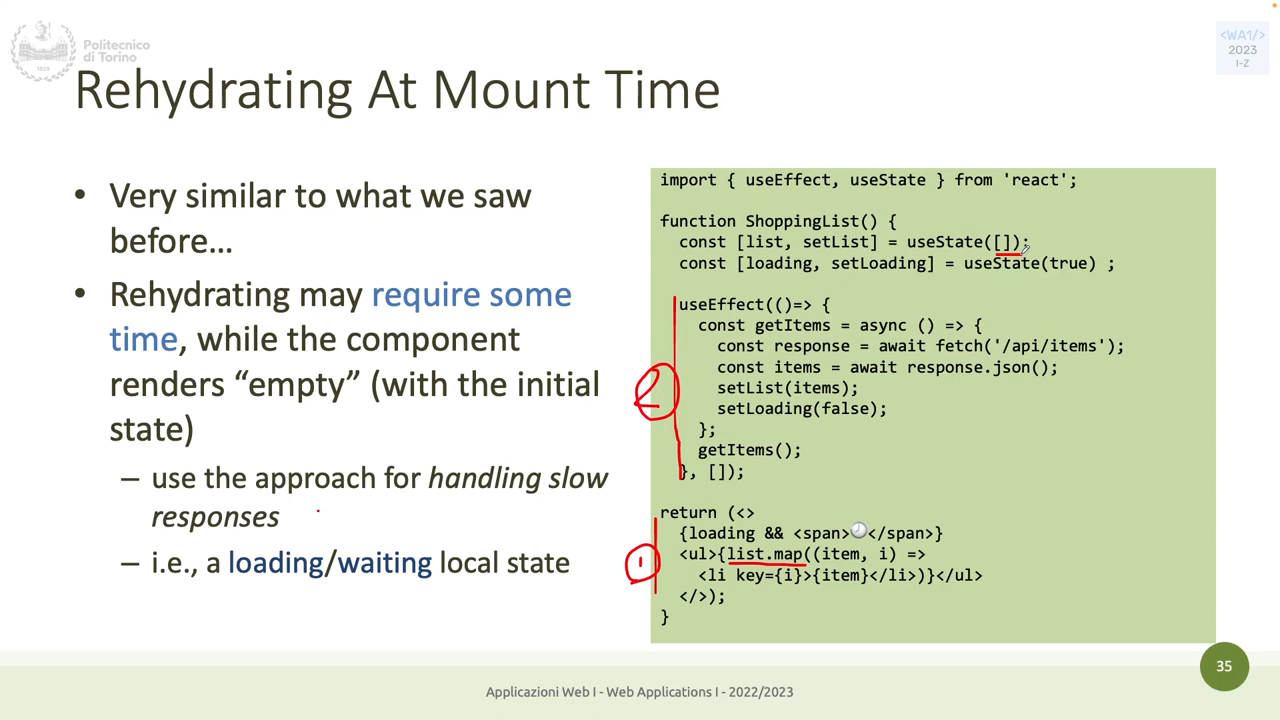 Politecnico
di Torino
1859
<WA1/>
2023
I-Z
Rehydrating At Mount Time
• Very similar to what we saw
before…
• Rehydrating may require some
time, while the component
renders “empty” (with the initial
state)
– use the approach for handling slow
responses
– i.e., a loading/waiting local state
import { useEffect, useState } from 'react';
function ShoppingList() {
const [list, setList] = useState([]);
const [loading, setLoading] = useState(true) ;
useEffect(()=> {
const getItems = async () => {
const response = await fetch('/api/items');
const items = await response.json();
setList(items);
setLoading(false);
};
getItems();
}, []);
2
return (<>
{loading && <span>🕗</span>}
<ul>{list.map((item, i) =>
<li key={i}>{item}</li>)}</ul>
</>);
}
1
35
Applicazioni Web I - Web Applications I - 2022/2023